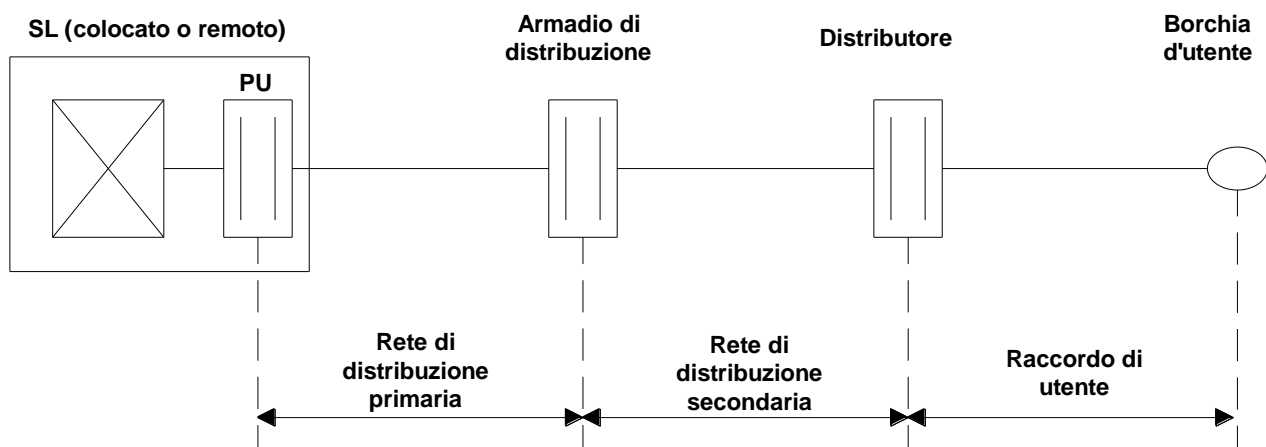 SL (colocato o remoto)
PU
Armadio di
distribuzione
Distributore
Borchia
d'utente
Rete di
distribuzione
primaria
Rete di
distribuzione
secondaria
Raccordo di
utente